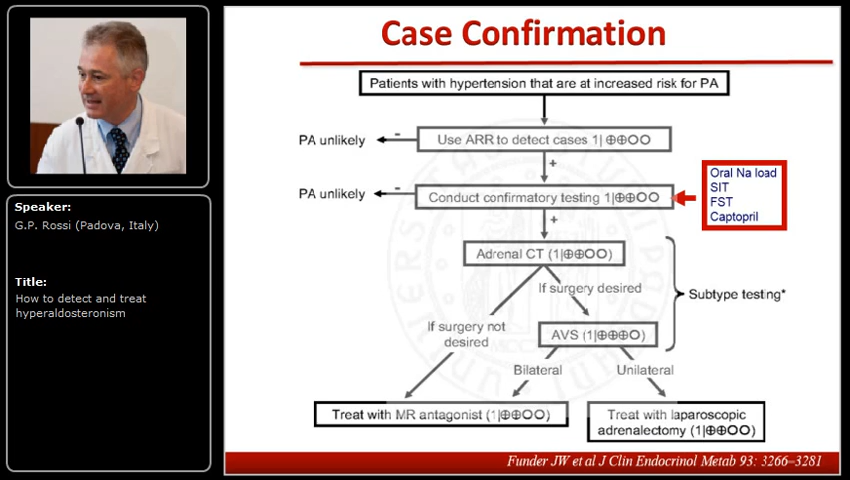 Case Confirmation
Patients with hypertension that are at increased risk for PA
PA unlikely
-
Use ARR to detect cases 1|⊕⊕OO
+
PA unlikely
-
Conduct confirmatory testing 1|⊕⊕OO
Oral Na load
SIT
FST
Captopril
+
Adrenal CT (1|⊕⊕OO)
If surgery desired
Subtype testing*
If surgery not
desired
AVS (1|⊕⊕⊕O)
Bilateral
Unilateral
Treat with MR antagonist (1|⊕⊕OO)
Treat with laparoscopic
adrenalectomy (1|⊕⊕OO)
Funder JW et al J Clin Endocrinol Metab 93: 3266–3281
Speaker:
G.P. Rossi (Padova, Italy)
Title:
How to detect and treat
hyperaldosteronism